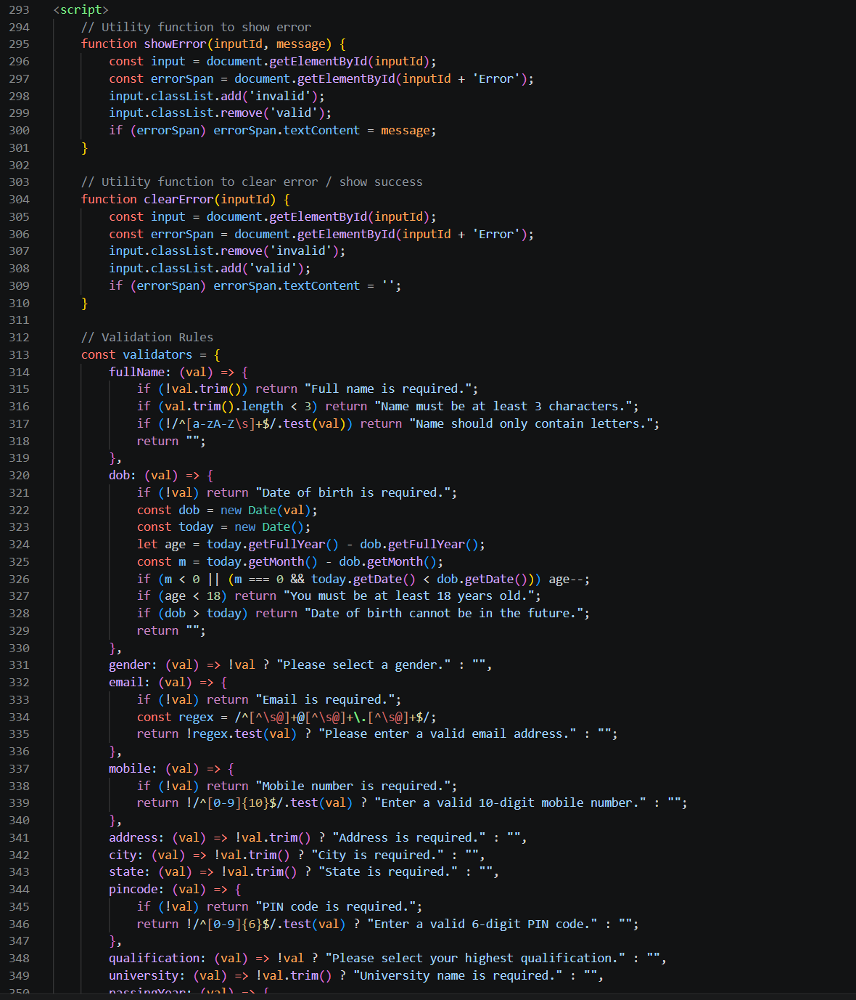 293 <script>
294 // Utility function to show error
295 function showError(inputId, message) {
296 const input = document.getElementById(inputId);
297 const errorSpan = document.getElementById(inputId + 'Error');
298 input.classList.add('invalid');
299 input.classList.remove('valid');
300 if (errorSpan) errorSpan.textContent = message;
301 }
302
303 // Utility function to clear error / show success
304 function clearError(inputId) {
305 const input = document.getElementById(inputId);
306 const errorSpan = document.getElementById(inputId + 'Error');
307 input.classList.remove('invalid');
308 input.classList.add('valid');
309 if (errorSpan) errorSpan.textContent = '';
310 }
311
312 // Validation Rules
313 const validators = {
314 fullName: (val) => {
315 if (!val.trim()) return "Full name is required.";
316 if (val.trim().length < 3) return "Name must be at least 3 characters.";
317 if (!/^[a-zA-Z\s]+$/.test(val)) return "Name should only contain letters.";
318 return "";
319 },
320 dob: (val) => {
321 if (!val) return "Date of birth is required.";
322 const dob = new Date(val);
323 const today = new Date();
324 let age = today.getFullYear() - dob.getFullYear();
325 const m = today.getMonth() - dob.getMonth();
326 if (m < 0 || (m === 0 && today.getDate() < dob.getDate())) age--;
327 if (age < 18) return "You must be at least 18 years old.";
328 if (dob > today) return "Date of birth cannot be in the future.";
329 return "";
330 },
331 gender: (val) => !val ? "Please select a gender." : "",
332 email: (val) => {
333 if (!val) return "Email is required.";
334 const regex = /^[^\s@]+@[^\s@]+\.[^\s@]+$/;
335 return !regex.test(val) ? "Please enter a valid email address." : "";
336 },
337 mobile: (val) => {
338 if (!val) return "Mobile number is required.";
339 return !/^[0-9]{10}$/.test(val) ? "Enter a valid 10-digit mobile number." : "";
340 },
341 address: (val) => !val.trim() ? "Address is required." : "",
342 city: (val) => !val.trim() ? "City is required." : "",
343 state: (val) => !val.trim() ? "State is required." : "",
344 pincode: (val) => {
345 if (!val) return "PIN code is required.";
346 return !/^[0-9]{6}$/.test(val) ? "Enter a valid 6-digit PIN code." : "";
347 },
348 qualification: (val) => !val ? "Please select your highest qualification." : "",
349 university: (val) => !val.trim() ? "University name is required." : "",
350 passingYear: (val) => {